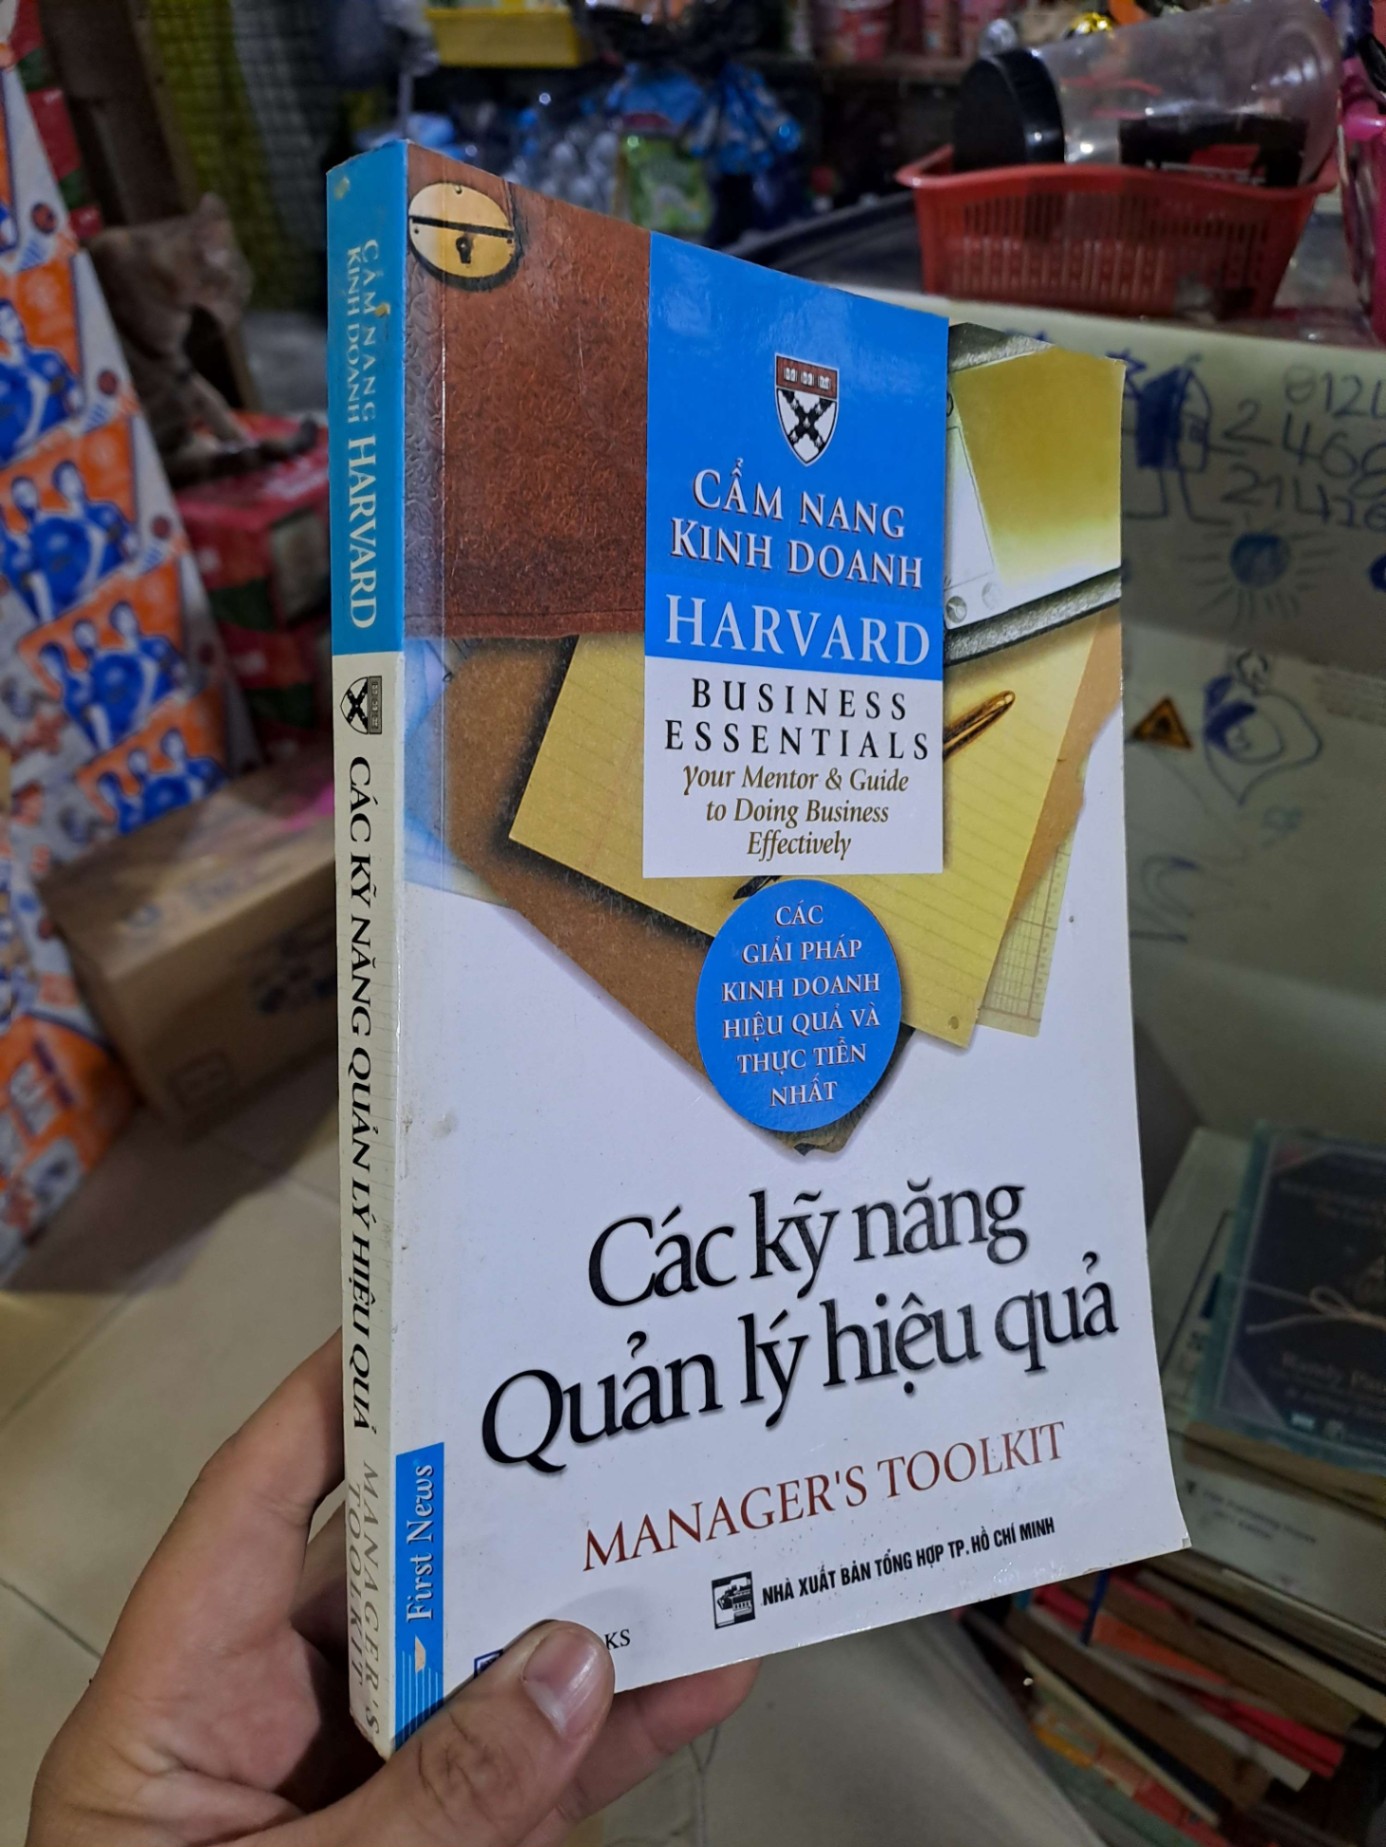 CẨM NANG
KINH DOANH
HARVARD
BUSINESS
ESSENTIALS
your Mentor & Guide
to Doing Business
Effectively
CÁC
GIẢI PHÁP
KINH DOANH
HIỆU QUẢ VÀ
THỰC TIỄN
NHẤT
Các kỹ năng
Quản lý hiệu quả
MANAGER'S TOOLKIT
NHÀ XUẤT BẢN TỔNG HỢP TP. HỒ CHÍ MINH
KS
CẨM NANG
KINH DOANH
HARVARD
CÁC KỸ NĂNG QUẢN LÝ HIỆU QUẢ
MANAGER'S
TOOLKIT
First News
2 468